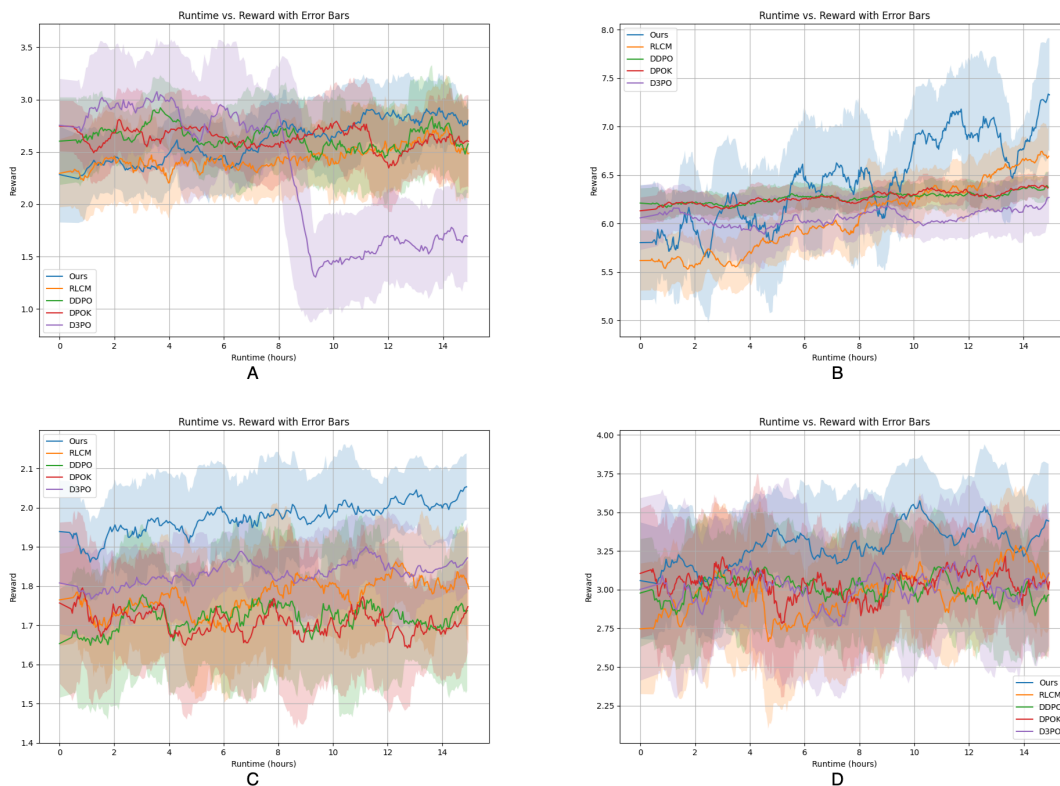 Runtime vs. Reward with Error Bars
Reward
3.5
3.0
2.5
2.0
1.5
1.0
Ours
RLCM
DDPO
DPOK
D3PO
0 2 4 6 8 10 12 14
Runtime (hours)
A
Runtime vs. Reward with Error Bars
Reward
8.0
7.5
7.0
6.5
6.0
5.5
5.0
Ours
RLCM
DDPO
DPOK
D3PO
0 2 4 6 8 10 12 14
Runtime (hours)
B
Runtime vs. Reward with Error Bars
Reward
2.1
2.0
1.9
1.8
1.7
1.6
1.5
1.4
Ours
RLCM
DDPO
DPOK
D3PO
0 2 4 6 8 10 12 14
Runtime (hours)
C
Runtime vs. Reward with Error Bars
Reward
4.00
3.75
3.50
3.25
3.00
2.75
2.50
2.25
Ours
RLCM
DDPO
DPOK
D3PO
0 2 4 6 8 10 12 14
Runtime (hours)
D